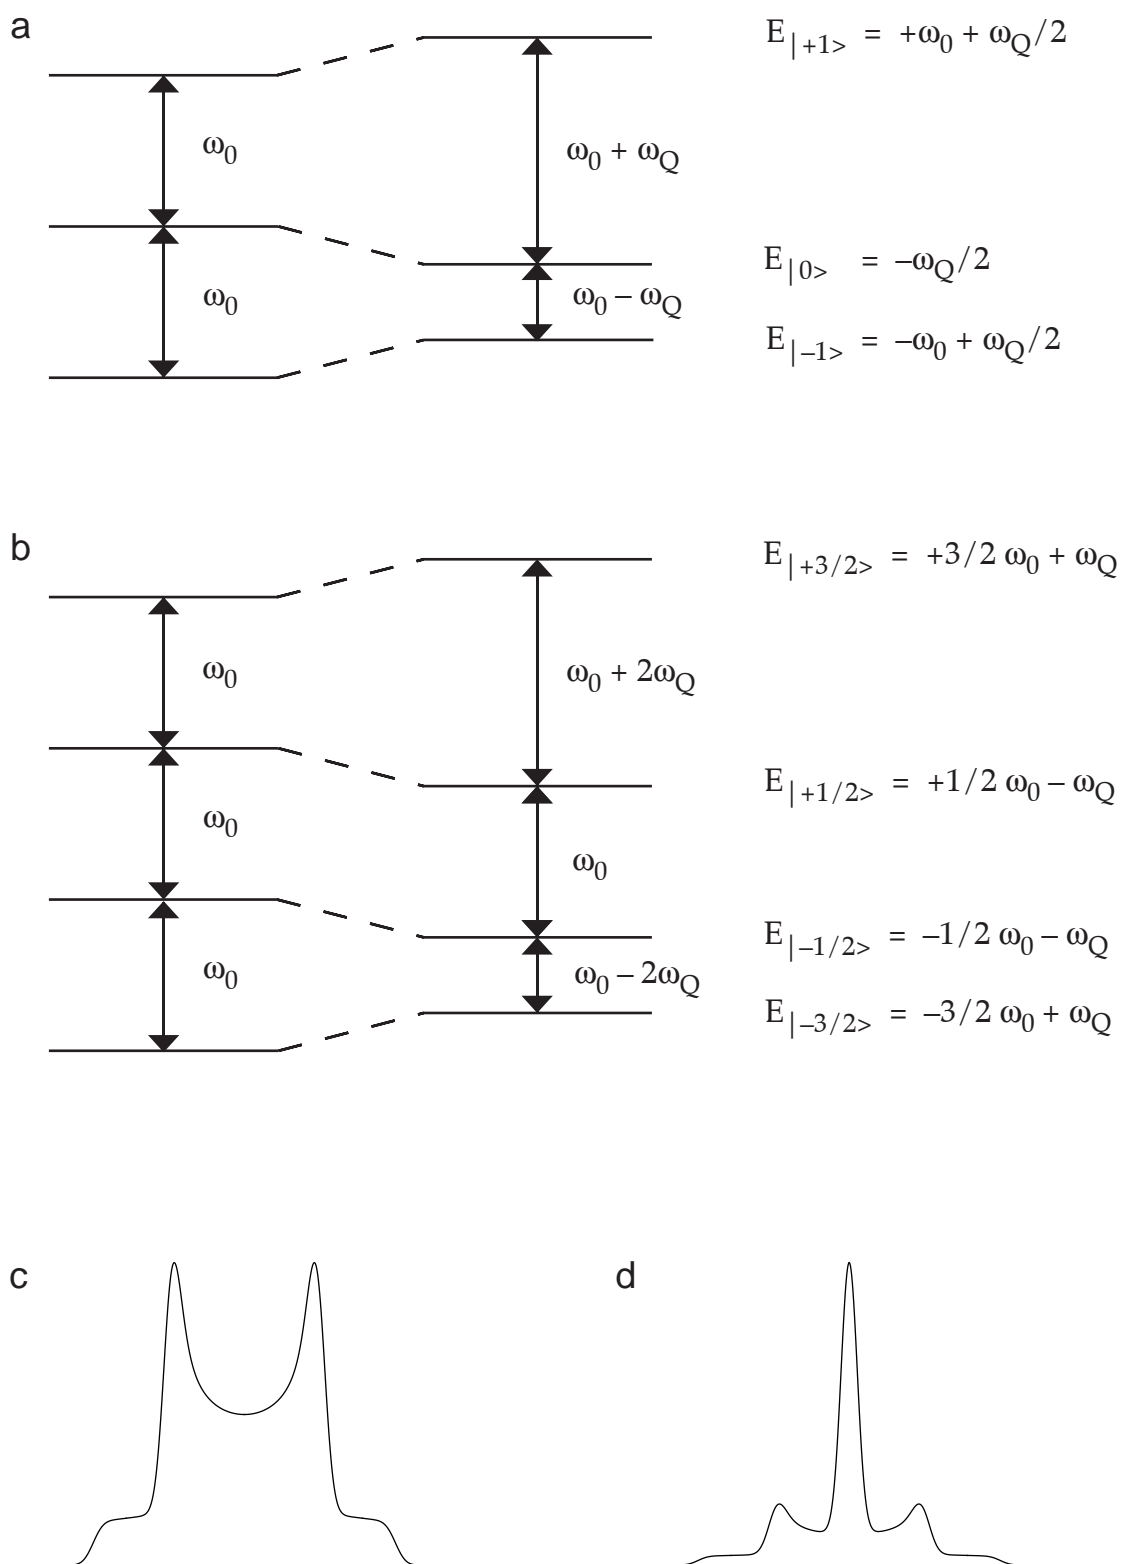 a
E|+1> = +ω0 + ωQ/2
ω0
ω0 + ωQ
E|0> = –ωQ/2
ω0
ω0 – ωQ
E|–1> = –ω0 + ωQ/2
b
E|+3/2> = +3/2 ω0 + ωQ
ω0
ω0 + 2ωQ
E|+1/2> = +1/2 ω0 – ωQ
ω0
ω0
E|–1/2> = –1/2 ω0 – ωQ
ω0
ω0 – 2ωQ
E|–3/2> = –3/2 ω0 + ωQ
c
d